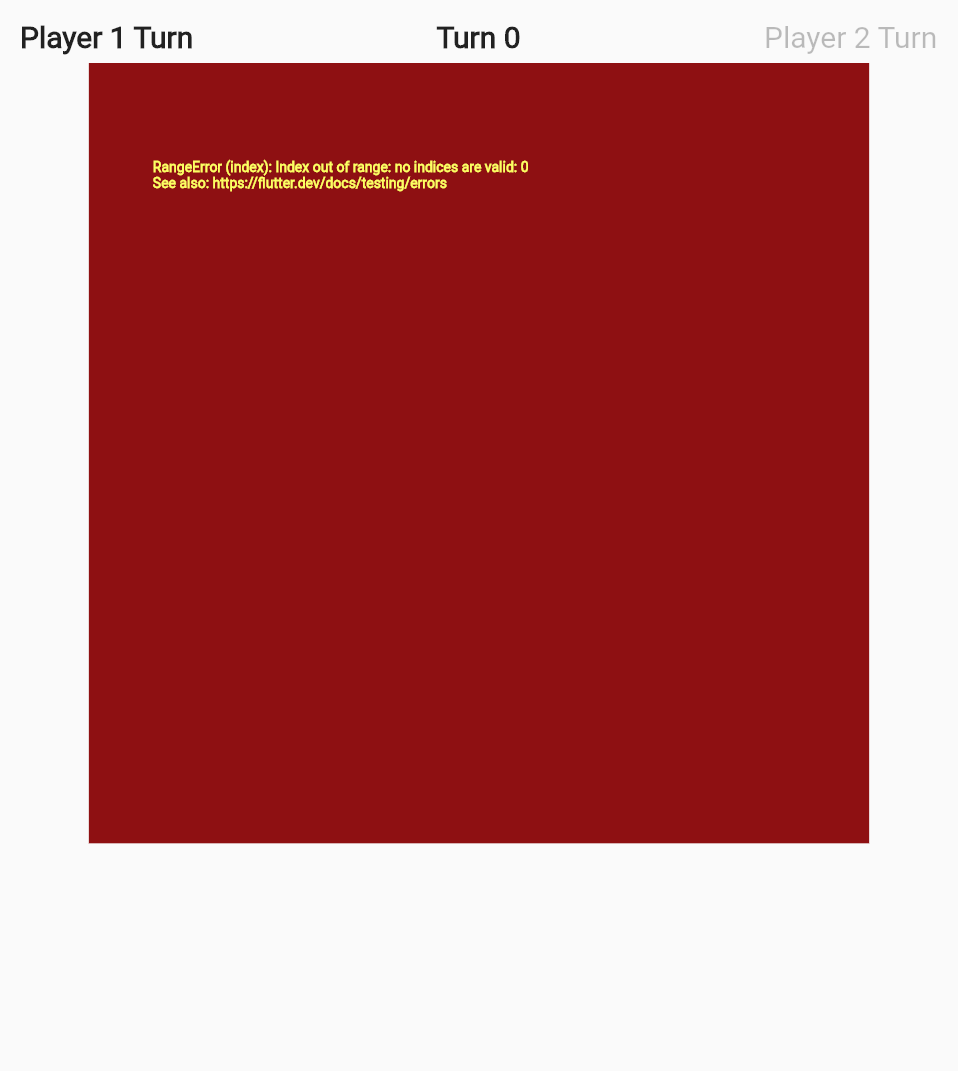 Player 1 Turn
Turn 0
Player 2 Turn
RangeError (index): Index out of range: no indices are valid: 0
See also: https://flutter.dev/docs/testing/errors